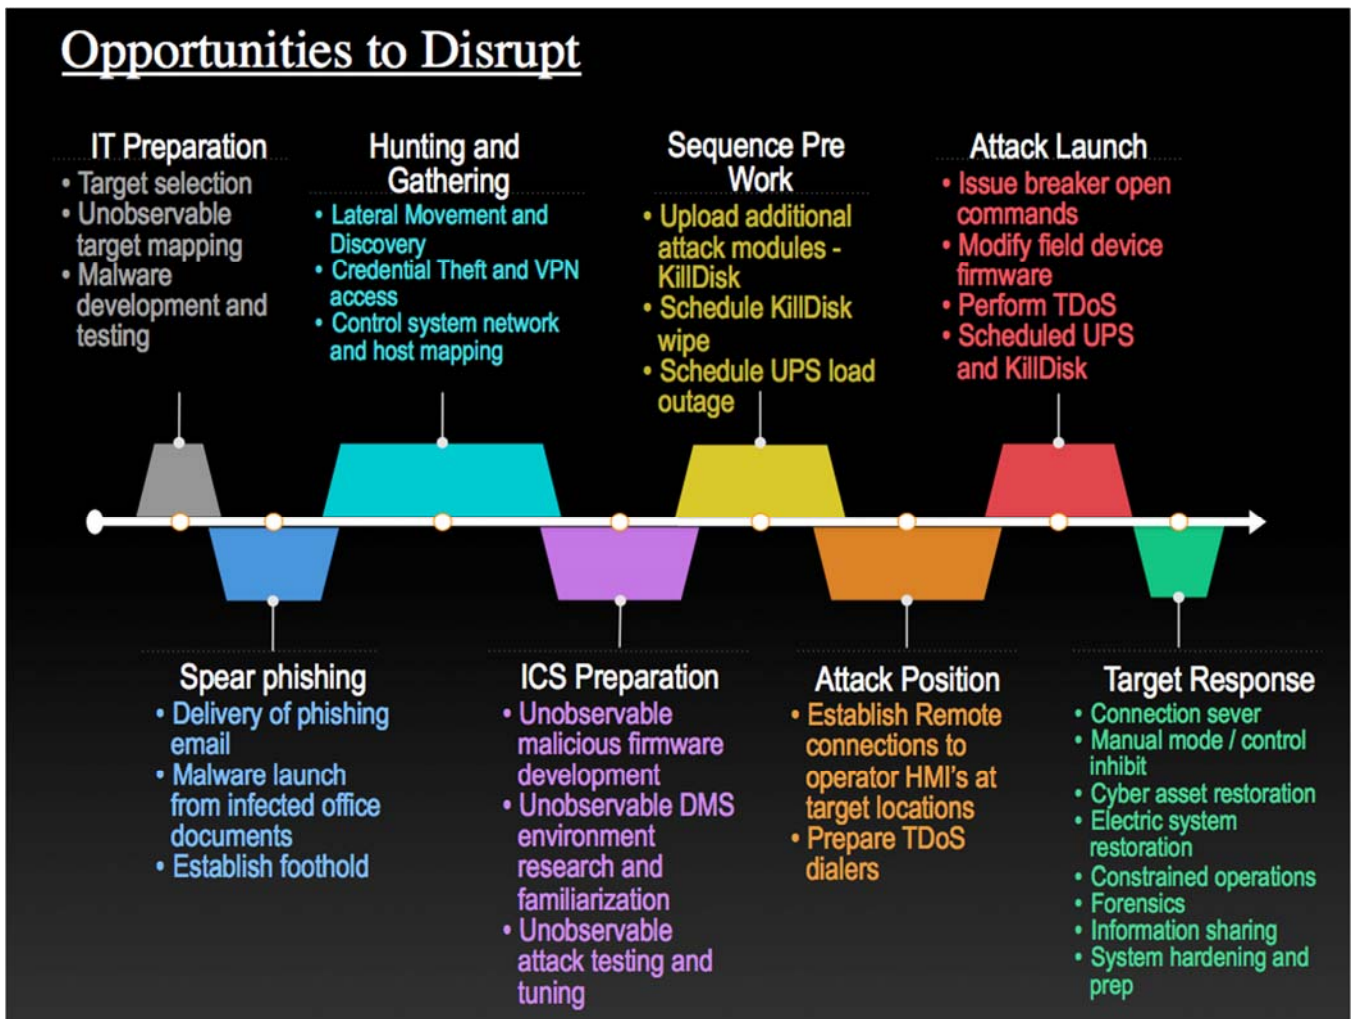 Opportunities to Disrupt
IT Preparation
• Target selection
• Unobservable
target mapping
• Malware
development and
testing
Hunting and
Gathering
• Lateral Movement and
Discovery
• Credential Theft and VPN
access
• Control system network
and host mapping
Sequence Pre
Work
• Upload additional
attack modules -
KillDisk
• Schedule KillDisk
wipe
• Schedule UPS load
outage
Attack Launch
• Issue breaker open
commands
• Modify field device
firmware
• Perform TDoS
• Scheduled UPS
and KillDisk
Spear phishing
• Delivery of phishing
email
• Malware launch
from infected office
documents
• Establish foothold
ICS Preparation
• Unobservable
malicious firmware
development
• Unobservable DMS
environment
research and
familiarization
• Unobservable
attack testing and
tuning
Attack Position
• Establish Remote
connections to
operator HMI's at
target locations
• Prepare TDoS
dialers
Target Response
• Connection sever
• Manual mode / control
inhibit
• Cyber asset restoration
• Electric system
restoration
• Constrained operations
• Forensics
• Information sharing
• System hardening and
prep